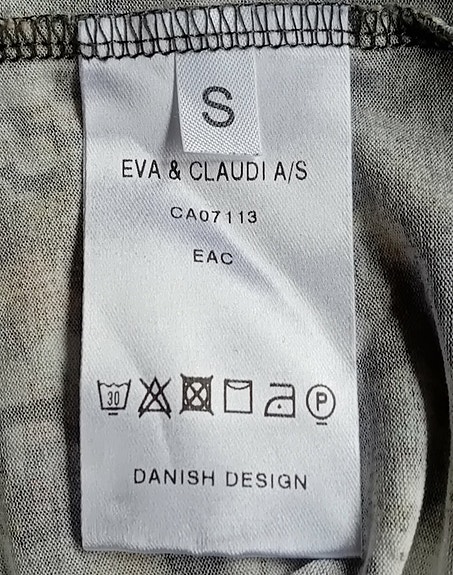 S
EVA & CLAUDI A/S
CA07113
EAC
30 P
DANISH DESIGN